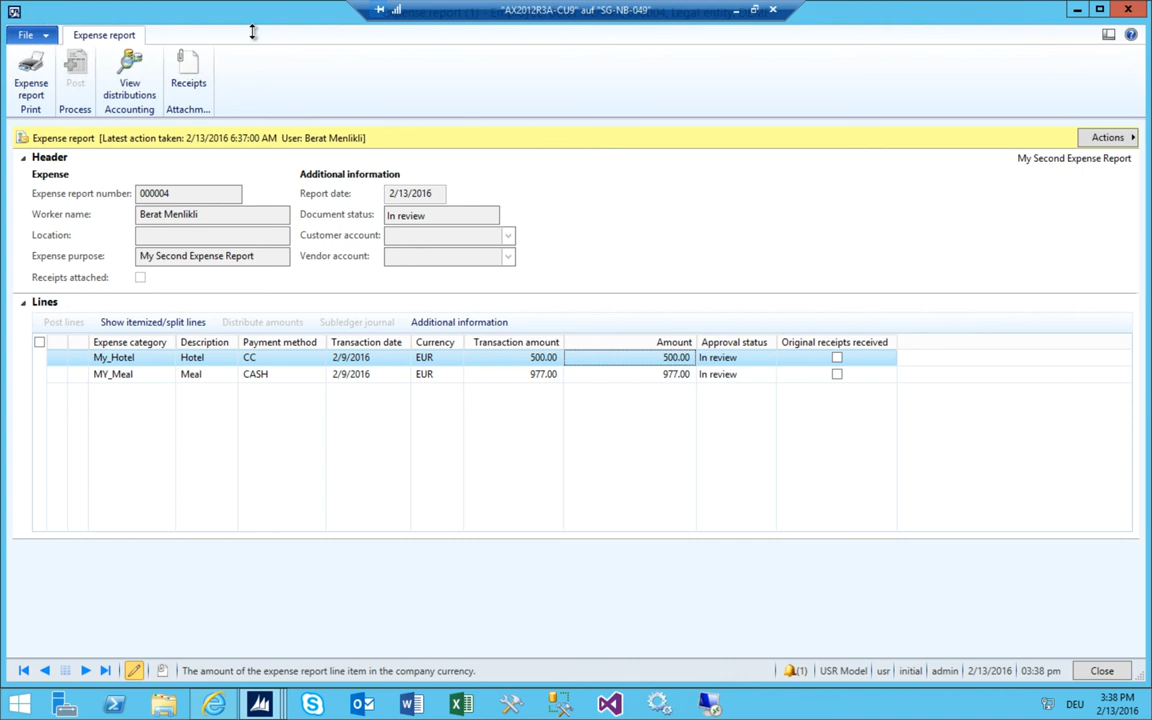 "AX2012R3A-CU9" auf "SG-NB-049"
File
Expense report
Expense report
Post
View distributions
Receipts
Print
Process
Accounting
Attachm...
Expense report [Latest action taken: 2/13/2016 6:37:00 AM User: Berat Menlikli]
Actions
Header
My Second Expense Report
Expense
Additional information
Expense report number: 000004
Report date: 2/13/2016
Worker name: Berat Menlikli
Document status: In review
Location:
Customer account:
Expense purpose: My Second Expense Report
Vendor account:
Receipts attached:
Lines
Post lines
Show itemized/split lines
Distribute amounts
Subledger journal
Additional information
Expense category Description Payment method Transaction date Currency Transaction amount Amount Approval status Original receipts received
My_Hotel Hotel CC 2/9/2016 EUR 500.00 500.00 In review
MY_Meal Meal CASH 2/9/2016 EUR 977.00 977.00 In review
The amount of the expense report line item in the company currency.
(1) USR Model usr initial admin 2/13/2016 03:38 pm Close
DEU
3:38 PM
2/13/2016